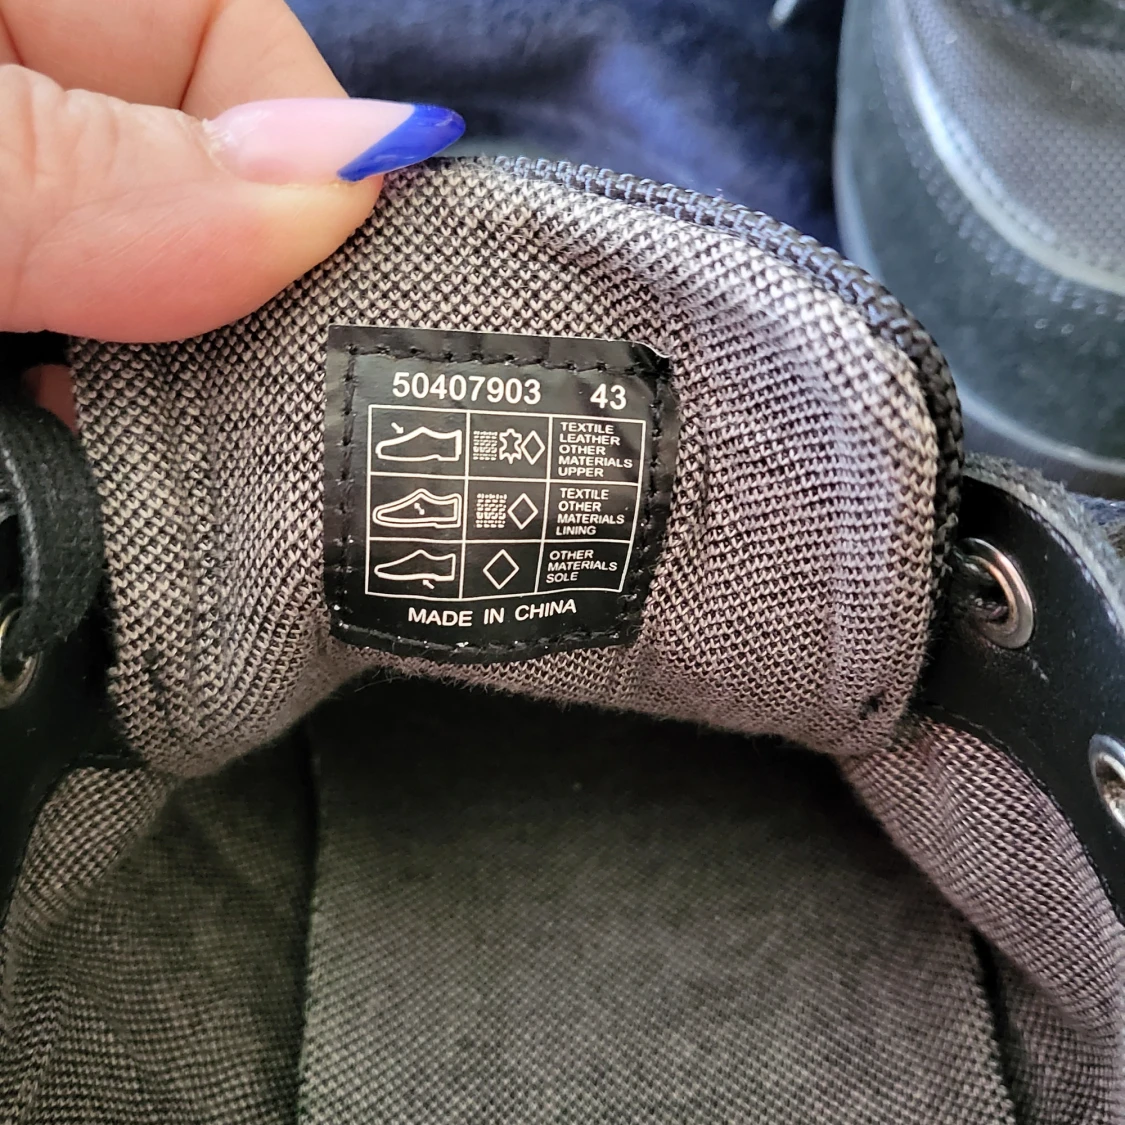 50407903 43
TEXTILE
LEATHER
OTHER
MATERIALS
UPPER
TEXTILE
OTHER
MATERIALS
LINING
OTHER
MATERIALS
SOLE
MADE IN CHINA